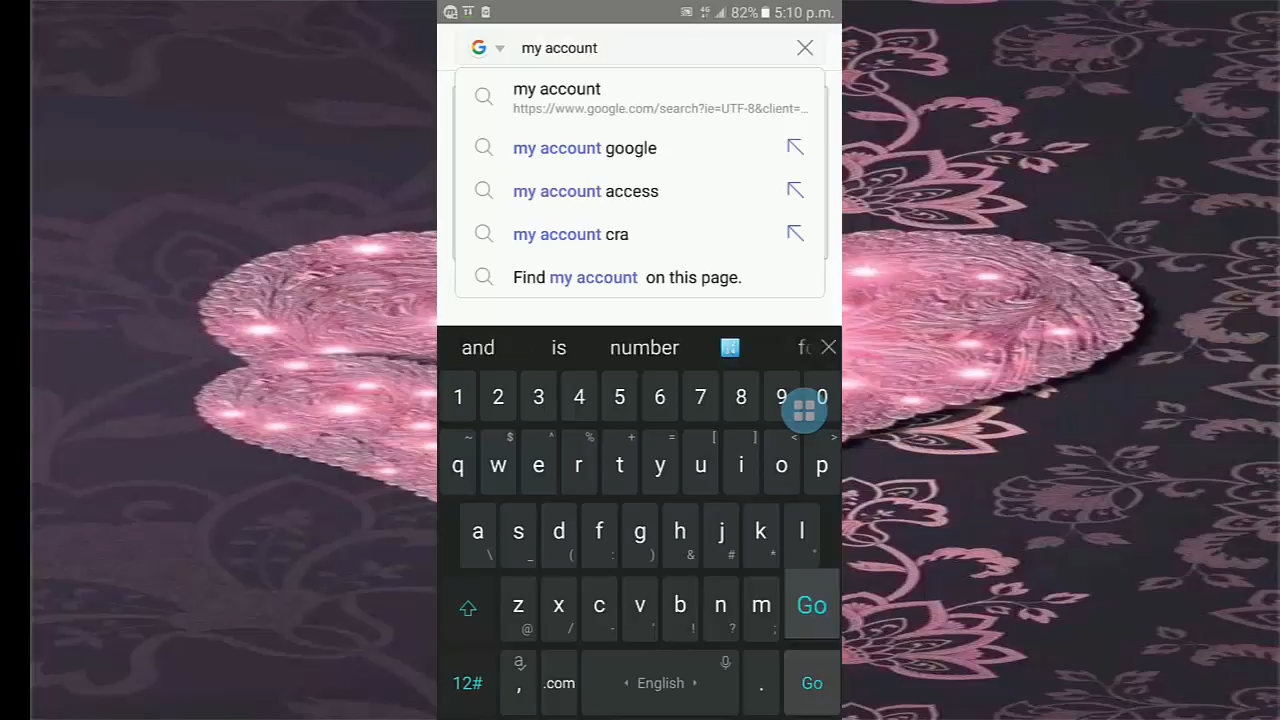 82% 5:10 p.m.
my account
my account
https://www.google.com/search?ie=UTF-8&client=...
my account google
my account access
my account cra
Find my account on this page.
and is number
1 2 3 4 5 6 7 8 9 0
~ $ ^ % + = [ ] < >
q w e r t y u i o p
a s d f g h j k l
\ _ ( : ) & # * "
z x c v b n m Go
@ / - ' ! ? ;
12# , .com English . Go